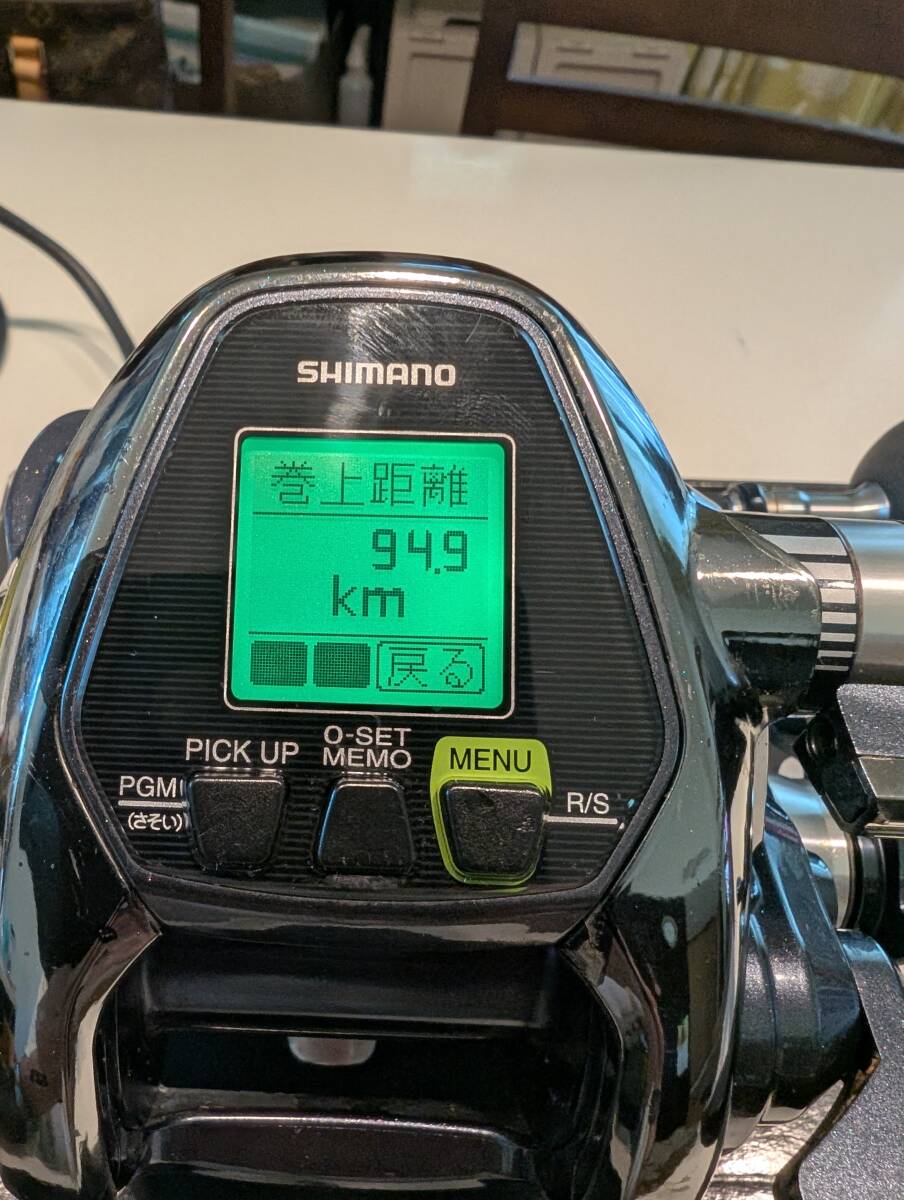 SHIMANO
巻上距離
94.9
km
戻る
PICK UP
O-SET
MEMO
MENU
PGM
(さそい)
R/S